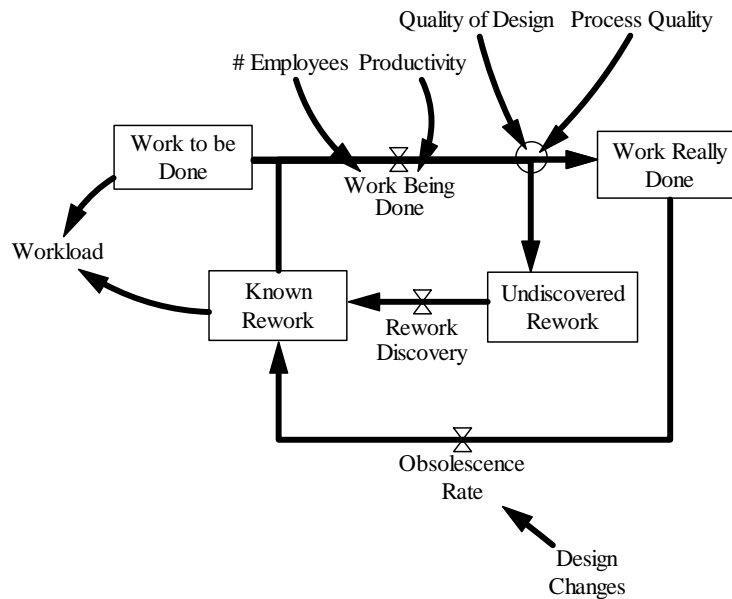 Quality of Design
Process Quality
# Employees
Productivity
Work to be
Done
Work Being
Done
Work Really
Done
Workload
Known
Rework
Rework
Discovery
Undiscovered
Rework
Obsolescence
Rate
Design
Changes